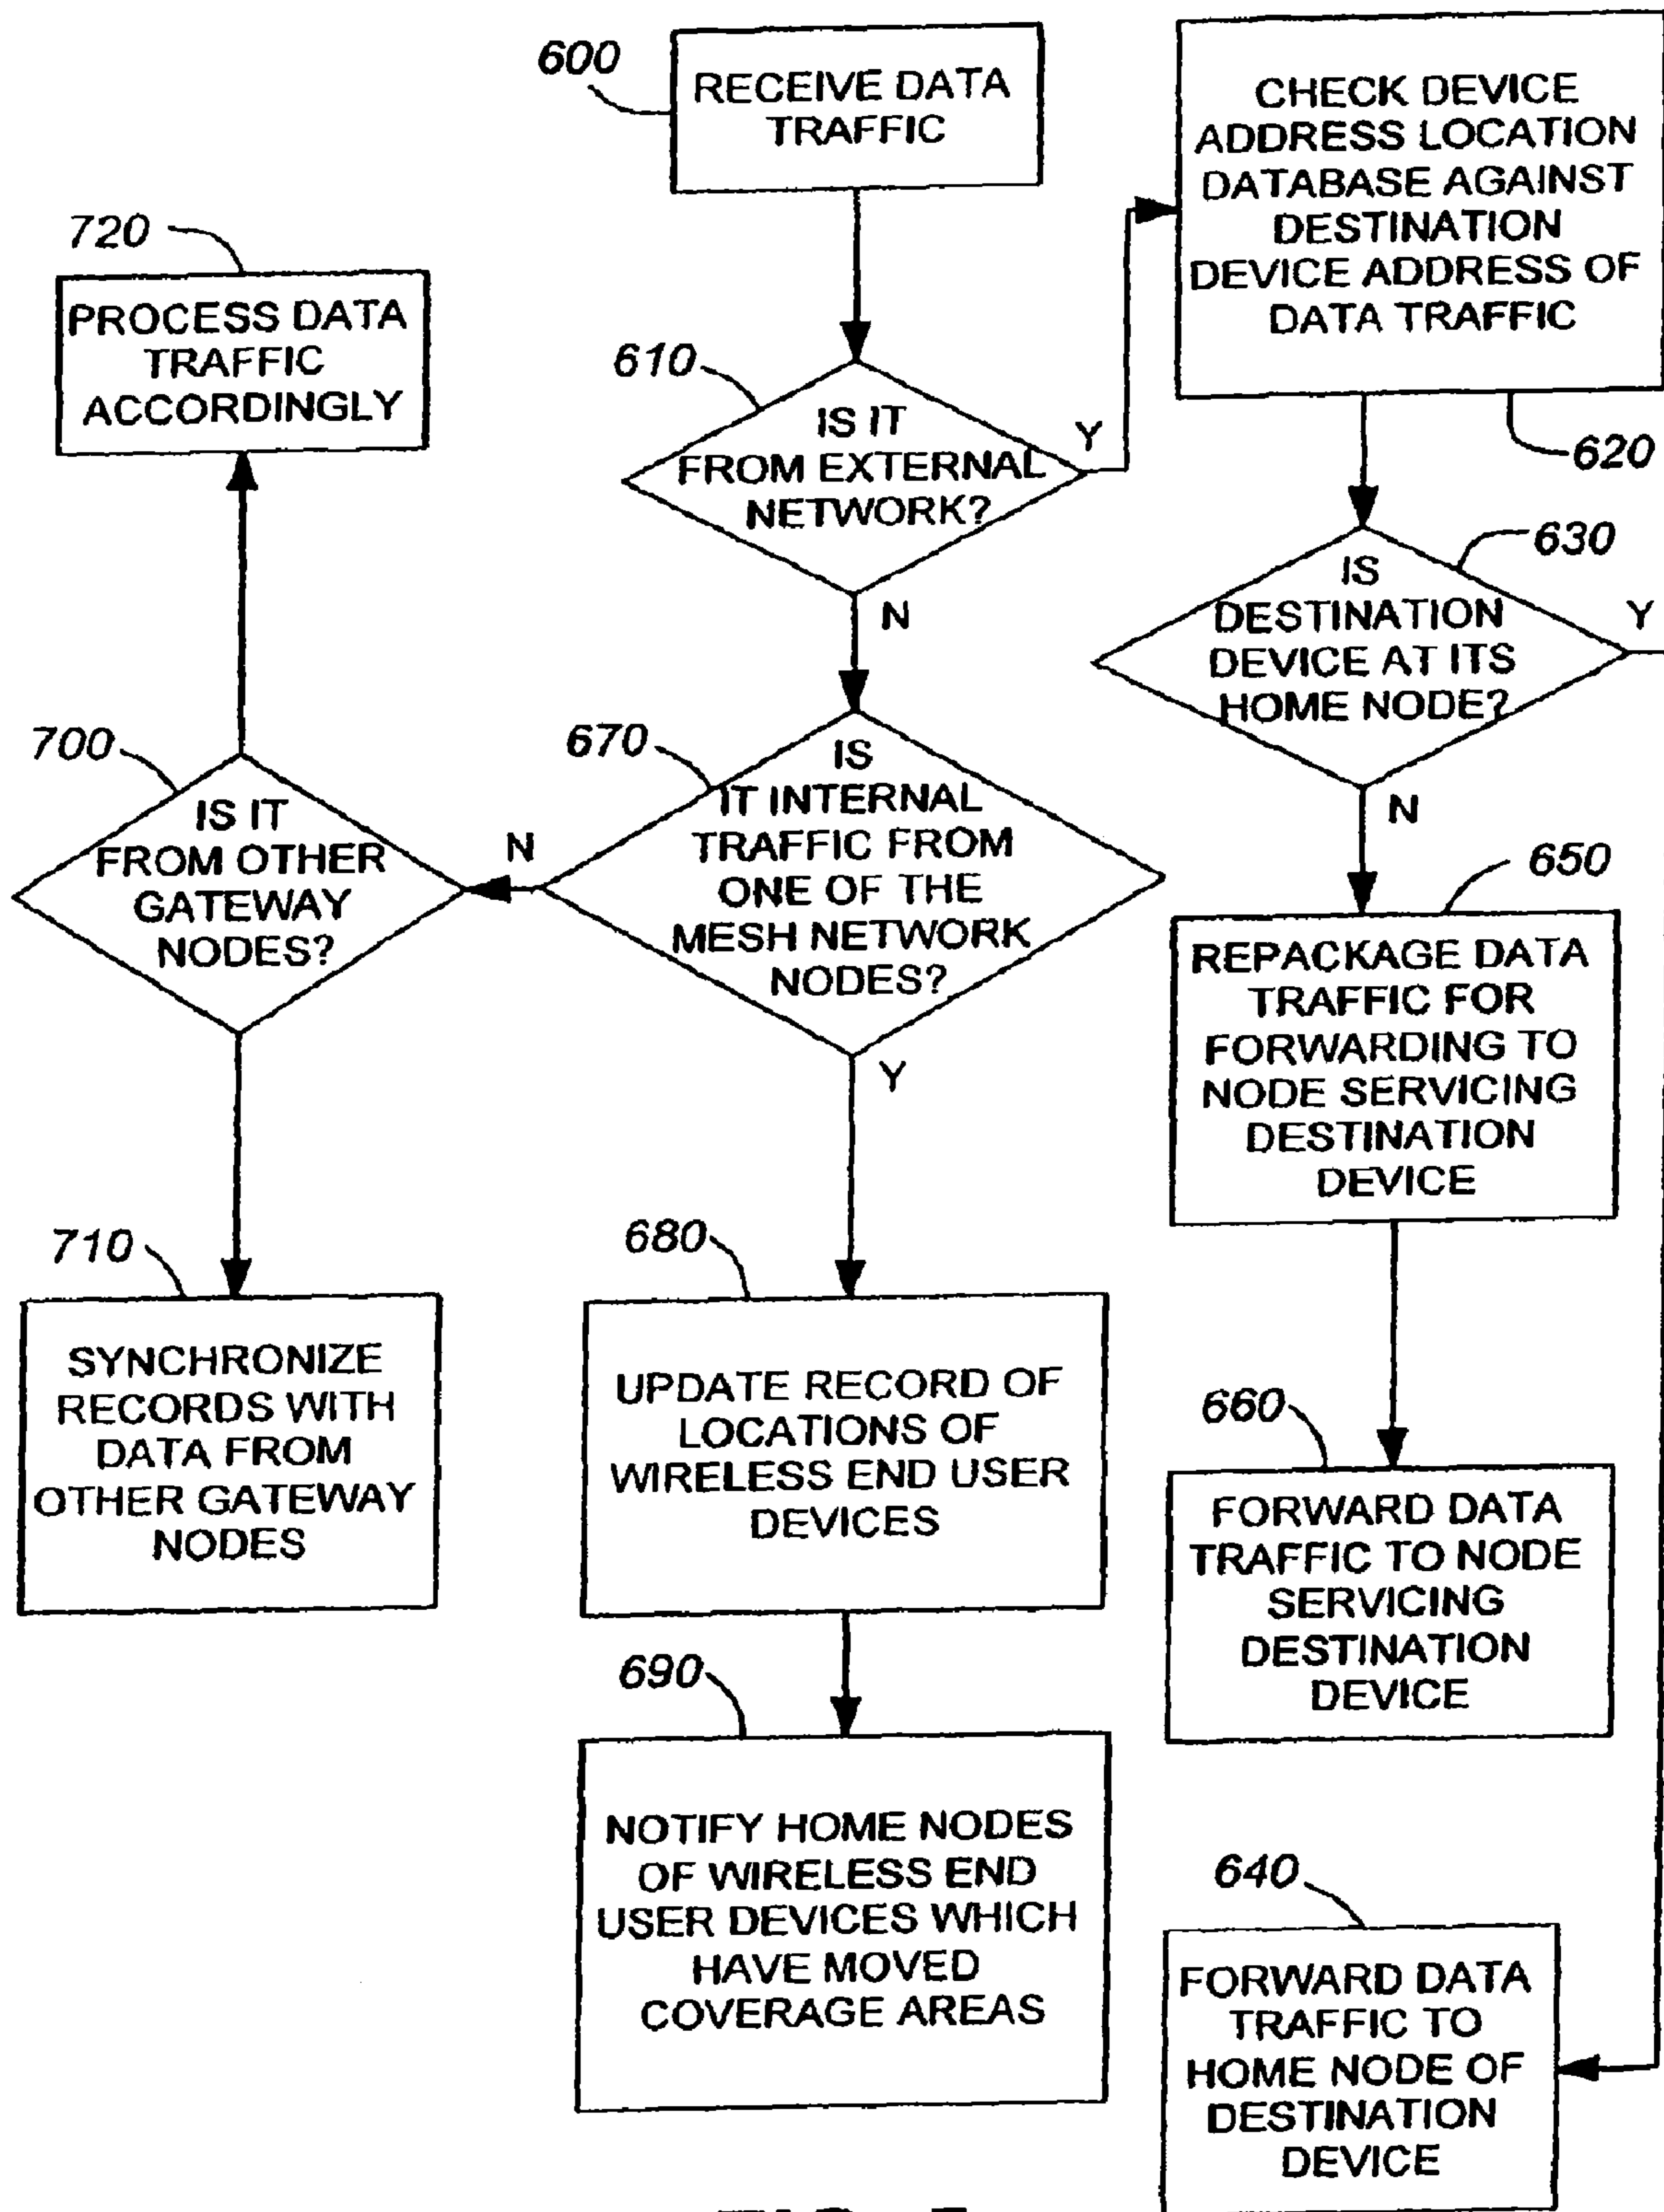 600
RECEIVE DATA
TRAFFIC
CHECK DEVICE
ADDRESS LOCATION
DATABASE AGAINST
DESTINATION
DEVICE ADDRESS OF
DATA TRAFFIC
620
720
PROCESS DATA
TRAFFIC
ACCORDINGLY
610
IS IT
FROM EXTERNAL
NETWORK?
Y
N
630
IS
DESTINATION
DEVICE AT ITS
HOME NODE?
Y
N
700
IS IT
FROM OTHER
GATEWAY
NODES?
670
IS
IT INTERNAL
TRAFFIC FROM
ONE OF THE
MESH NETWORK
NODES?
N
Y
650
REPACKAGE DATA
TRAFFIC FOR
FORWARDING TO
NODE SERVICING
DESTINATION
DEVICE
710
SYNCHRONIZE
RECORDS WITH
DATA FROM
OTHER GATEWAY
NODES
680
UPDATE RECORD OF
LOCATIONS OF
WIRELESS END USER
DEVICES
660
FORWARD DATA
TRAFFIC TO NODE
SERVICING
DESTINATION
DEVICE
690
NOTIFY HOME NODES
OF WIRELESS END
USER DEVICES WHICH
HAVE MOVED
COVERAGE AREAS
640
FORWARD DATA
TRAFFIC TO
HOME NODE OF
DESTINATION
DEVICE